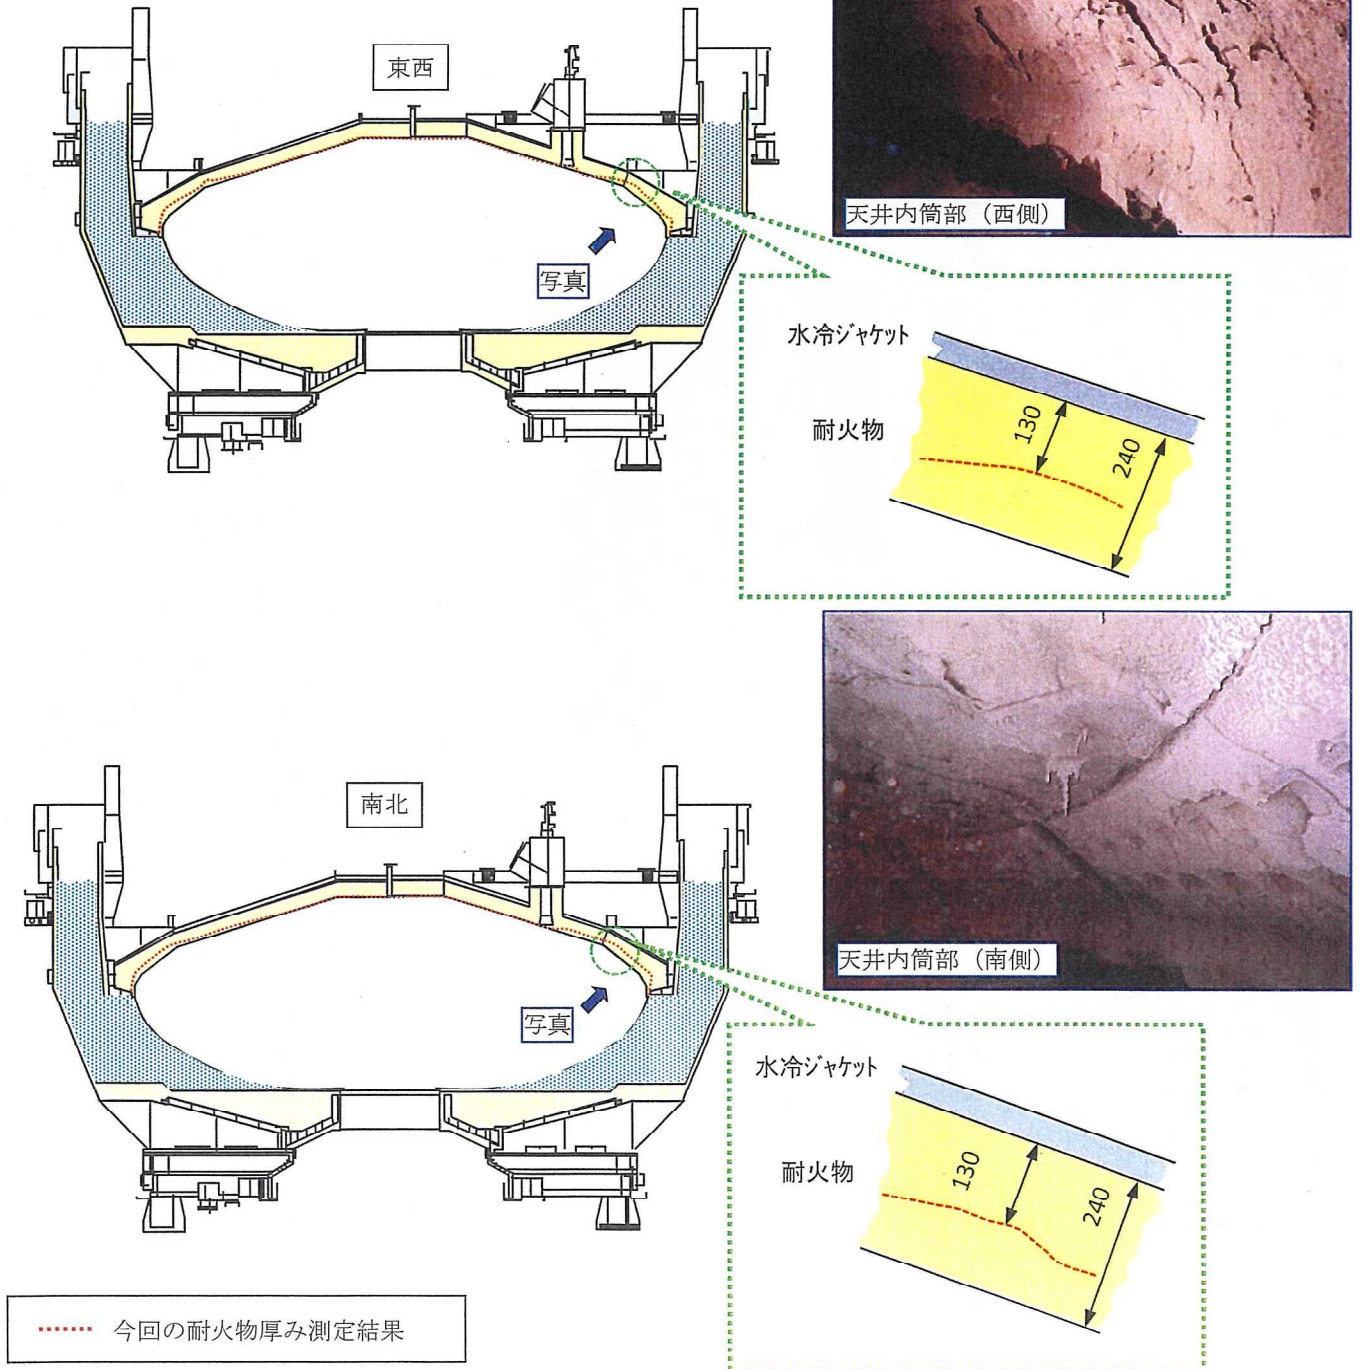 東西
天井内筒部（西側）
写真
水冷ジャケット
耐火物
130
240
南北
天井内筒部（南側）
写真
水冷ジャケット
耐火物
130
240
今回の耐火物厚み測定結果